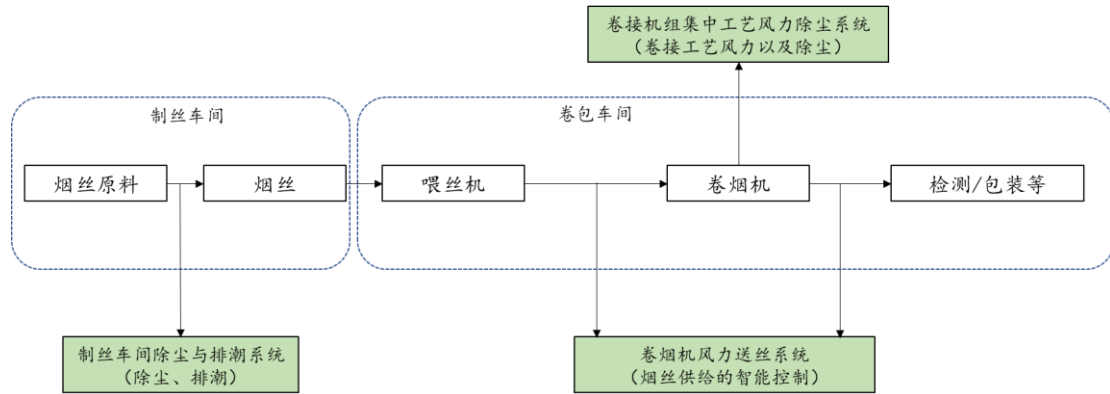 卷接机组集中工艺风力除尘系统
（卷接工艺风力以及除尘）
制丝车间
卷包车间
烟丝原料
烟丝
喂丝机
卷烟机
检测/包装等
制丝车间除尘与排潮系统
（除尘、排潮）
卷烟机风力送丝系统
（烟丝供给的智能控制）